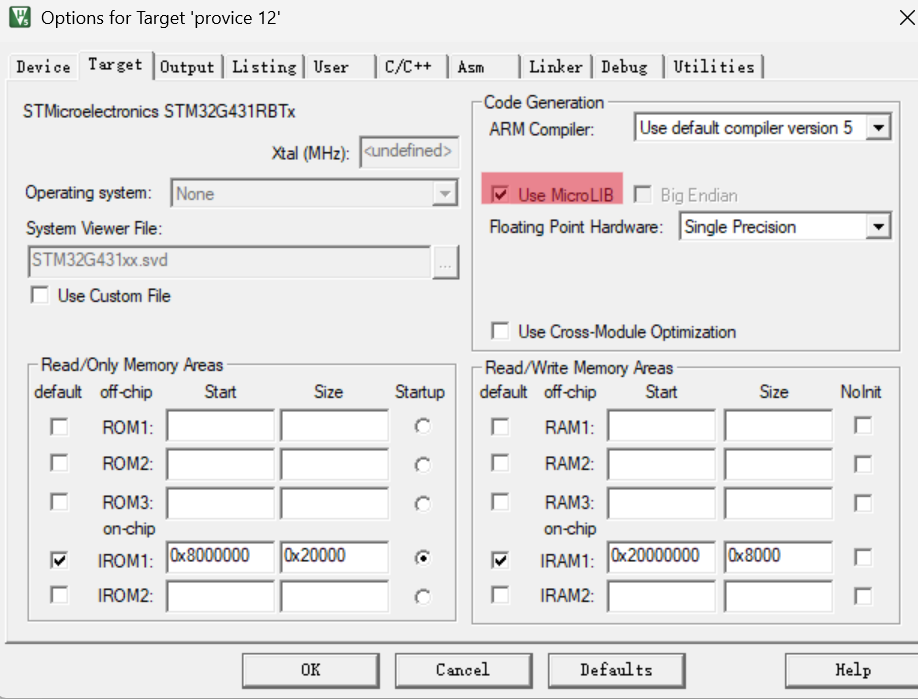 Options for Target 'provice 12'
Device Target Output Listing User C/C++ Asm Linker Debug Utilities
STMicroelectronics STM32G431RBTx
Xtal (MHz): <undefined>
Operating system: None
System Viewer File:
STM32G431xx.svd ...
Use Custom File
Code Generation
ARM Compiler: Use default compiler version 5
Use MicroLIB Big Endian
Floating Point Hardware: Single Precision
Use Cross-Module Optimization
Read/Only Memory Areas
default off-chip Start Size Startup
ROM1:
ROM2:
ROM3:
on-chip
IROM1: 0x8000000 0x20000
IROM2:
Read/Write Memory Areas
default off-chip Start Size NoInit
RAM1:
RAM2:
RAM3:
on-chip
IRAM1: 0x20000000 0x8000
IRAM2:
OK Cancel Defaults Help